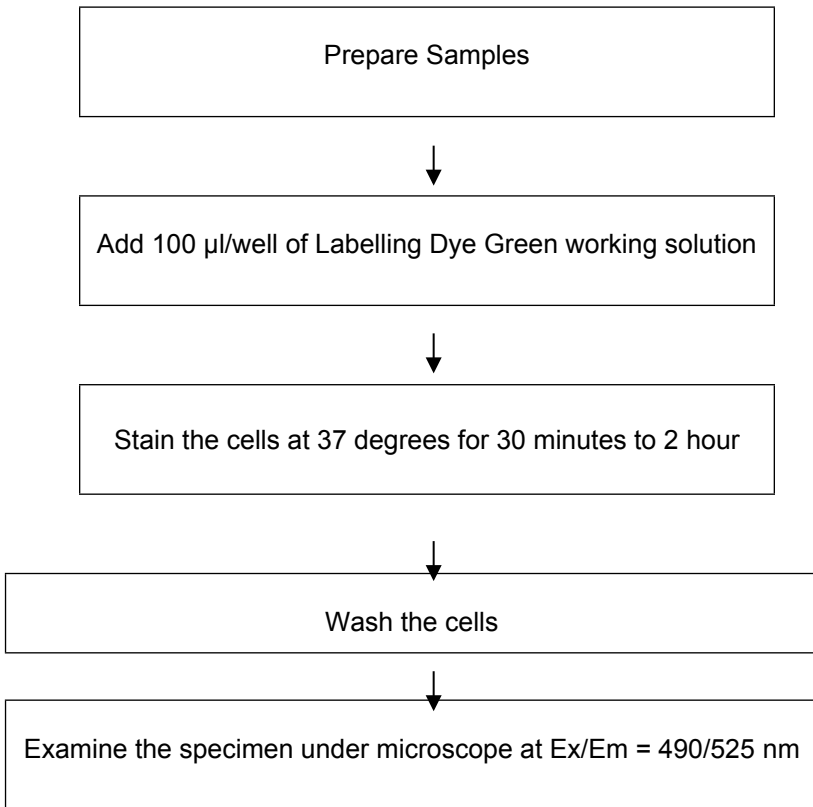 Prepare Samples
Add 100 µl/well of Labelling Dye Green working solution
Stain the cells at 37 degrees for 30 minutes to 2 hour
Wash the cells
Examine the specimen under microscope at Ex/Em = 490/525 nm